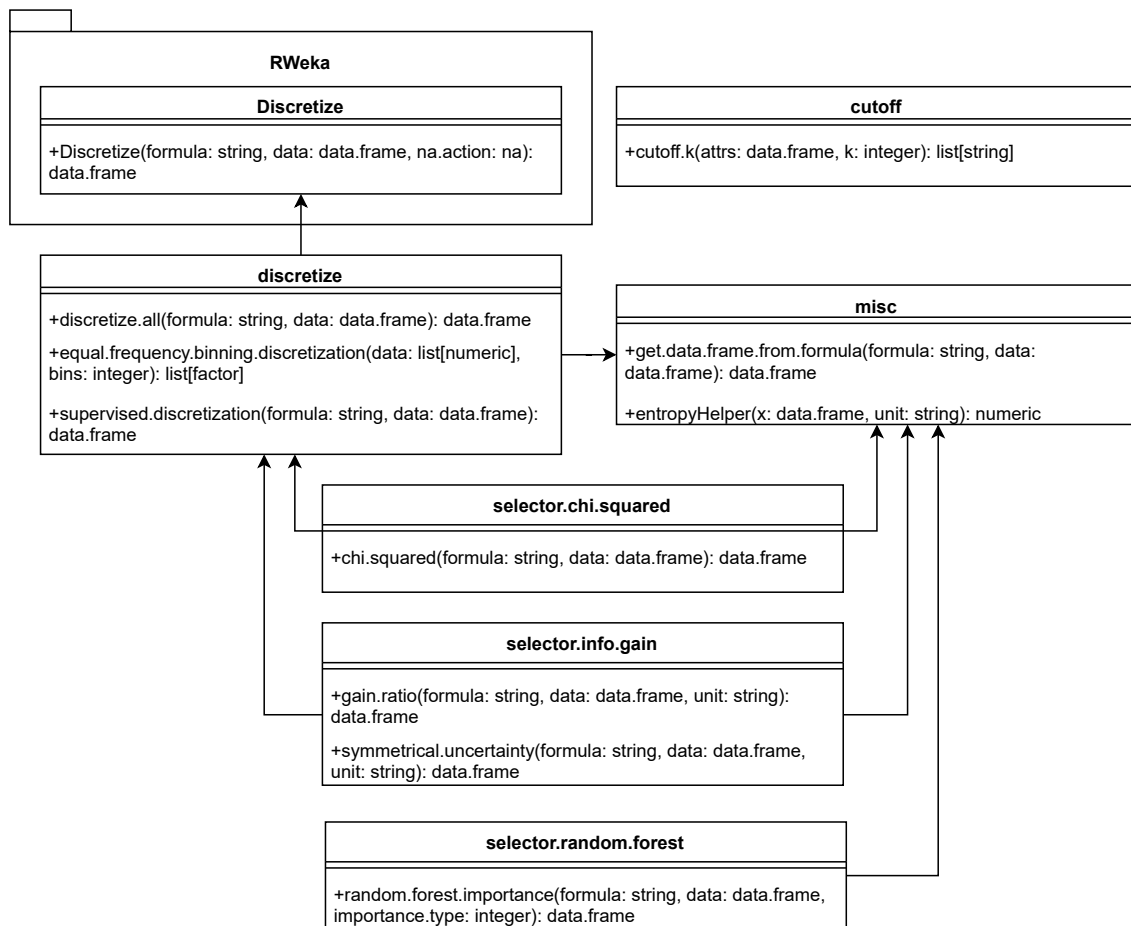 RWeka
Discretize
+Discretize(formula: string, data: data.frame, na.action: na):
data.frame
cutoff
+cutoff.k(attrs: data.frame, k: integer): list[string]
discretize
+discretize.all(formula: string, data: data.frame): data.frame
+equal.frequency.binning.discretization(data: list[numeric],
bins: integer): list[factor]
+supervised.discretization(formula: string, data: data.frame):
data.frame
misc
+get.data.frame.from.formula(formula: string, data:
data.frame): data.frame
+entropyHelper(x: data.frame, unit: string): numeric
selector.chi.squared
+chi.squared(formula: string, data: data.frame): data.frame
selector.info.gain
+gain.ratio(formula: string, data: data.frame, unit: string):
data.frame
+symmetrical.uncertainty(formula: string, data: data.frame,
unit: string): data.frame
selector.random.forest
+random.forest.importance(formula: string, data: data.frame,
importance.type: integer): data.frame